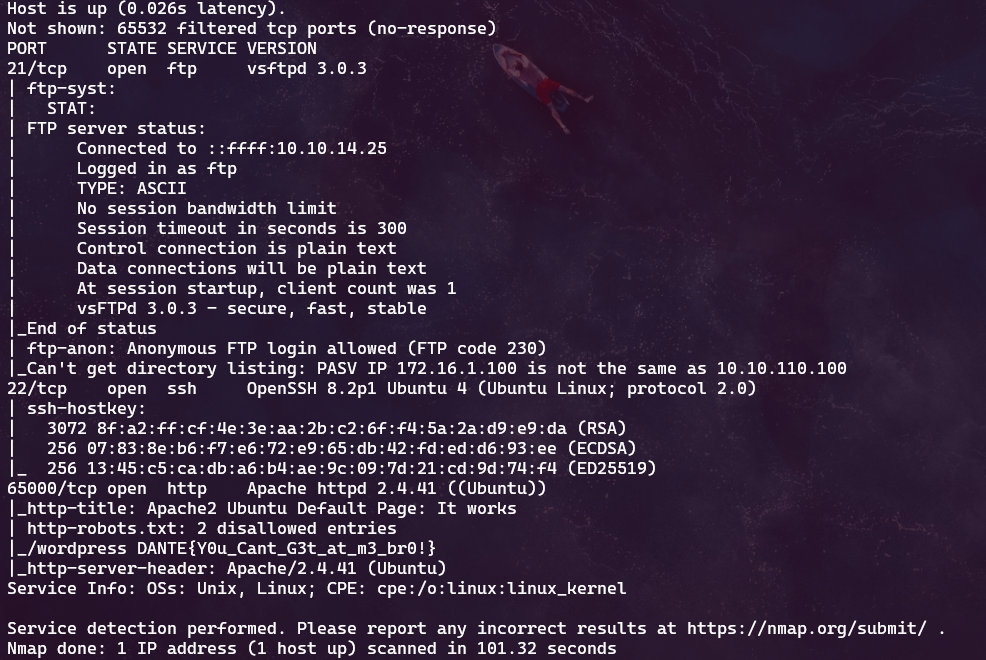 Host is up (0.026s latency).
Not shown: 65532 filtered tcp ports (no-response)
PORT      STATE SERVICE VERSION
21/tcp    open  ftp     vsftpd 3.0.3
| ftp-syst:
|   STAT:
| FTP server status:
|      Connected to ::ffff:10.10.14.25
|      Logged in as ftp
|      TYPE: ASCII
|      No session bandwidth limit
|      Session timeout in seconds is 300
|      Control connection is plain text
|      Data connections will be plain text
|      At session startup, client count was 1
|      vsFTPd 3.0.3 - secure, fast, stable
|_End of status
| ftp-anon: Anonymous FTP login allowed (FTP code 230)
|_Can't get directory listing: PASV IP 172.16.1.100 is not the same as 10.10.110.100
22/tcp    open  ssh     OpenSSH 8.2p1 Ubuntu 4 (Ubuntu Linux; protocol 2.0)
| ssh-hostkey:
|   3072 8f:a2:ff:cf:4e:3e:aa:2b:c2:6f:f4:5a:2a:d9:e9:da (RSA)
|   256 07:83:8e:b6:f7:e6:72:e9:65:db:42:fd:ed:d6:93:ee (ECDSA)
|_  256 13:45:c5:ca:db:a6:b4:ae:9c:09:7d:21:cd:9d:74:f4 (ED25519)
65000/tcp open  http    Apache httpd 2.4.41 ((Ubuntu))
|_http-title: Apache2 Ubuntu Default Page: It works
| http-robots.txt: 2 disallowed entries
|_/wordpress DANTE{Y0u_Cant_G3t_at_m3_br0!}
|_http-server-header: Apache/2.4.41 (Ubuntu)
Service Info: OSs: Unix, Linux; CPE: cpe:/o:linux:linux_kernel

Service detection performed. Please report any incorrect results at https://nmap.org/submit/ .
Nmap done: 1 IP address (1 host up) scanned in 101.32 seconds